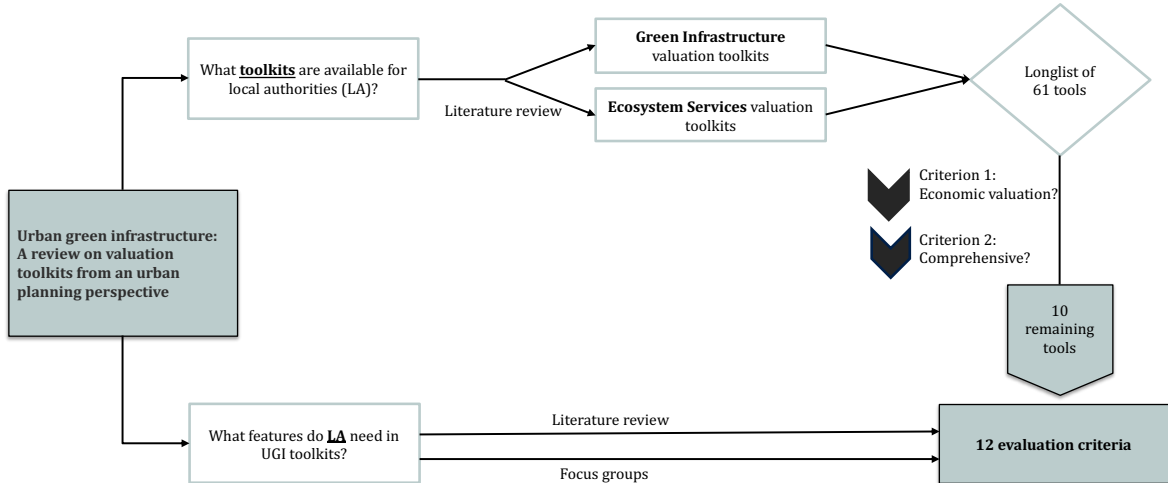 Urban green infrastructure:
A review on valuation
toolkits from an urban
planning perspective
What toolkits are available for
local authorities (LA)?
Literature review
Green Infrastructure
valuation toolkits
Ecosystem Services valuation
toolkits
Longlist of
61 tools
Criterion 1:
Economic valuation?
Criterion 2:
Comprehensive?
10
remaining
tools
What features do LA need in
UGI toolkits?
Literature review
Focus groups
12 evaluation criteria